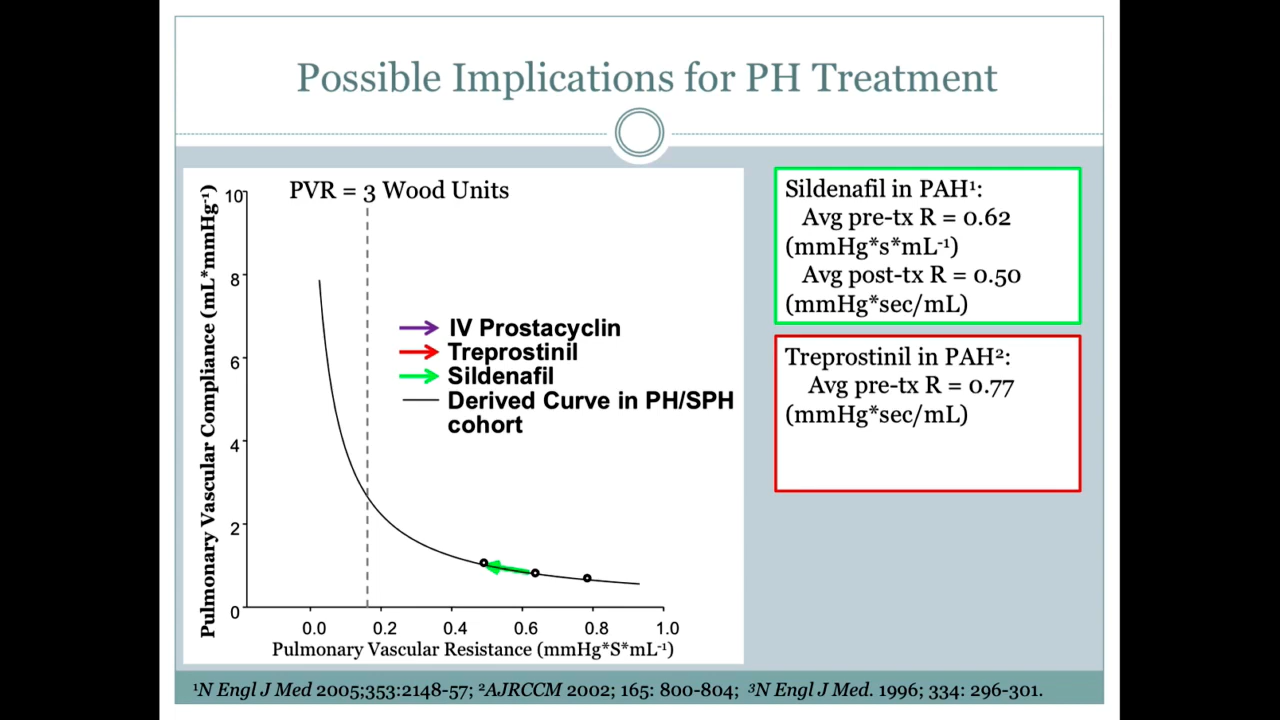 Possible Implications for PH Treatment
PVR = 3 Wood Units
Pulmonary Vascular Compliance (mL*mmHg⁻¹)
10
8
6
4
2
0
IV Prostacyclin
Treprostinil
Sildenafil
Derived Curve in PH/SPH
cohort
0.0 0.2 0.4 0.6 0.8 1.0
Pulmonary Vascular Resistance (mmHg*S*mL⁻¹)
Sildenafil in PAH¹:
Avg pre-tx R = 0.62
(mmHg*s*mL⁻¹)
Avg post-tx R = 0.50
(mmHg*sec/mL)
Treprostinil in PAH²:
Avg pre-tx R = 0.77
(mmHg*sec/mL)
¹N Engl J Med 2005;353:2148-57; ²AJRCCM 2002; 165: 800-804; ³N Engl J Med. 1996; 334: 296-301.